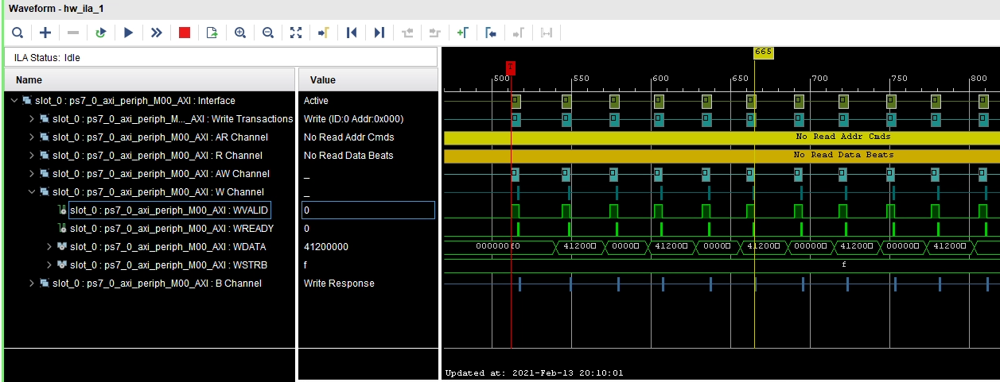 Waveform - hw_ila_1
ILA Status: Idle
Name Value
665
T
500 550 600 650 700 750 800
slot_0 : ps7_0_axi_periph_M00_AXI : Interface Active
slot_0 : ps7_0_axi_periph_M..._AXI : Write Transactions Write (ID:0 Addr:0x000)
slot_0 : ps7_0_axi_periph_M00_AXI : AR Channel No Read Addr Cmds No Read Addr Cmds
slot_0 : ps7_0_axi_periph_M00_AXI : R Channel No Read Data Beats No Read Data Beats
slot_0 : ps7_0_axi_periph_M00_AXI : AW Channel _
slot_0 : ps7_0_axi_periph_M00_AXI : W Channel _
slot_0 : ps7_0_axi_periph_M00_AXI : WVALID 0
slot_0 : ps7_0_axi_periph_M00_AXI : WREADY 0
slot_0 : ps7_0_axi_periph_M00_AXI : WDATA 41200000 000000f0 41200□ 00000□ 41200□ 00000□ 41200□ 00000□ 41200□ 00000□ 41200□
slot_0 : ps7_0_axi_periph_M00_AXI : WSTRB f f
slot_0 : ps7_0_axi_periph_M00_AXI : B Channel Write Response
Updated at: 2021-Feb-13 20:10:01